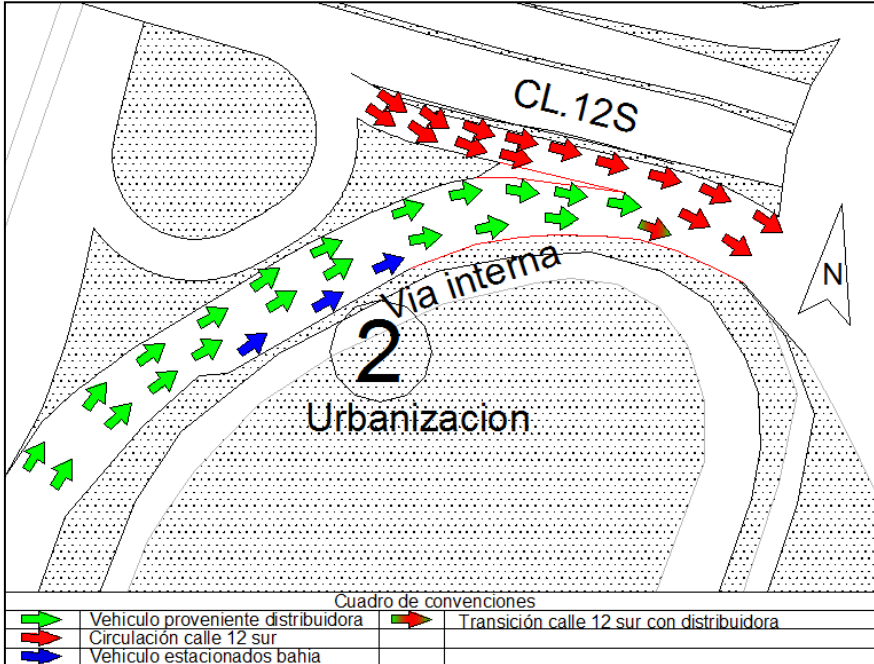 CL.12S
N
Via interna
2
Urbanizacion
Cuadro de convenciones
Vehiculo proveniente distribuidora
Transición calle 12 sur con distribuidora
Circulación calle 12 sur
Vehiculo estacionados bahia